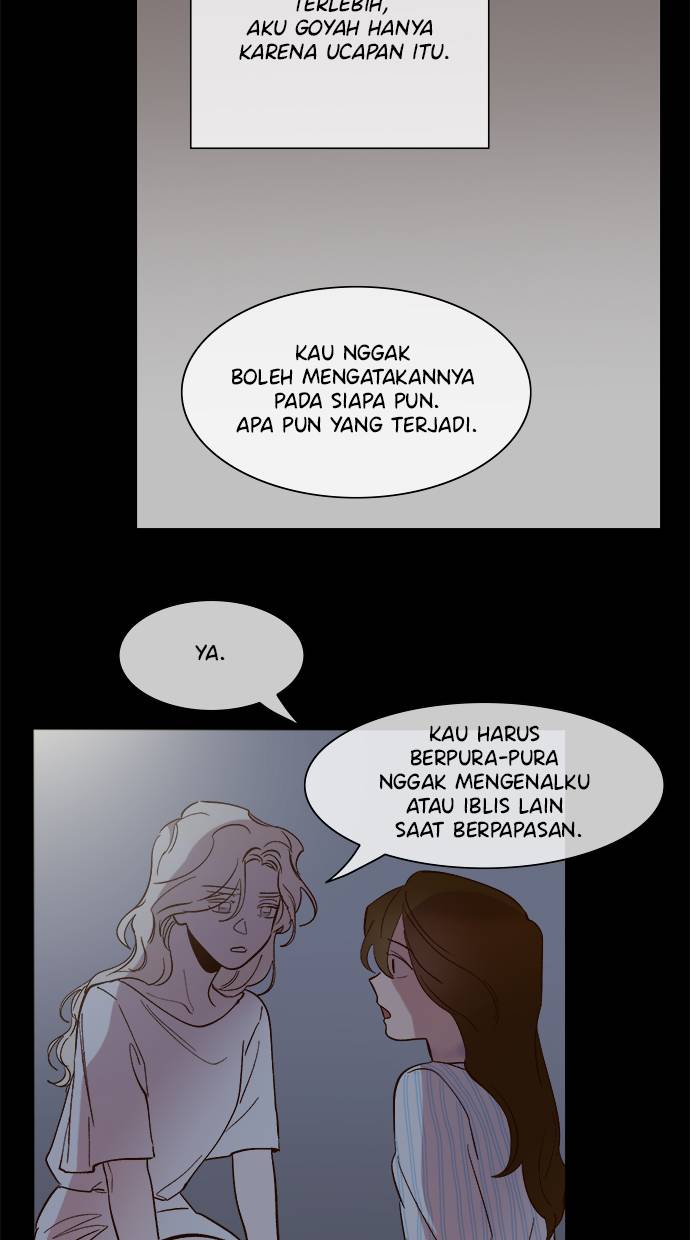 TERLEBIH,
AKU GOYAH HANYA
KARENA UCAPAN ITU.
KAU NGGAK
BOLEH MENGATAKANNYA
PADA SIAPA PUN.
APA PUN YANG TERJADI.
YA.
KAU HARUS
BERPURA-PURA
NGGAK MENGENALKU
ATAU IBLIS LAIN
SAAT BERPAPASAN.